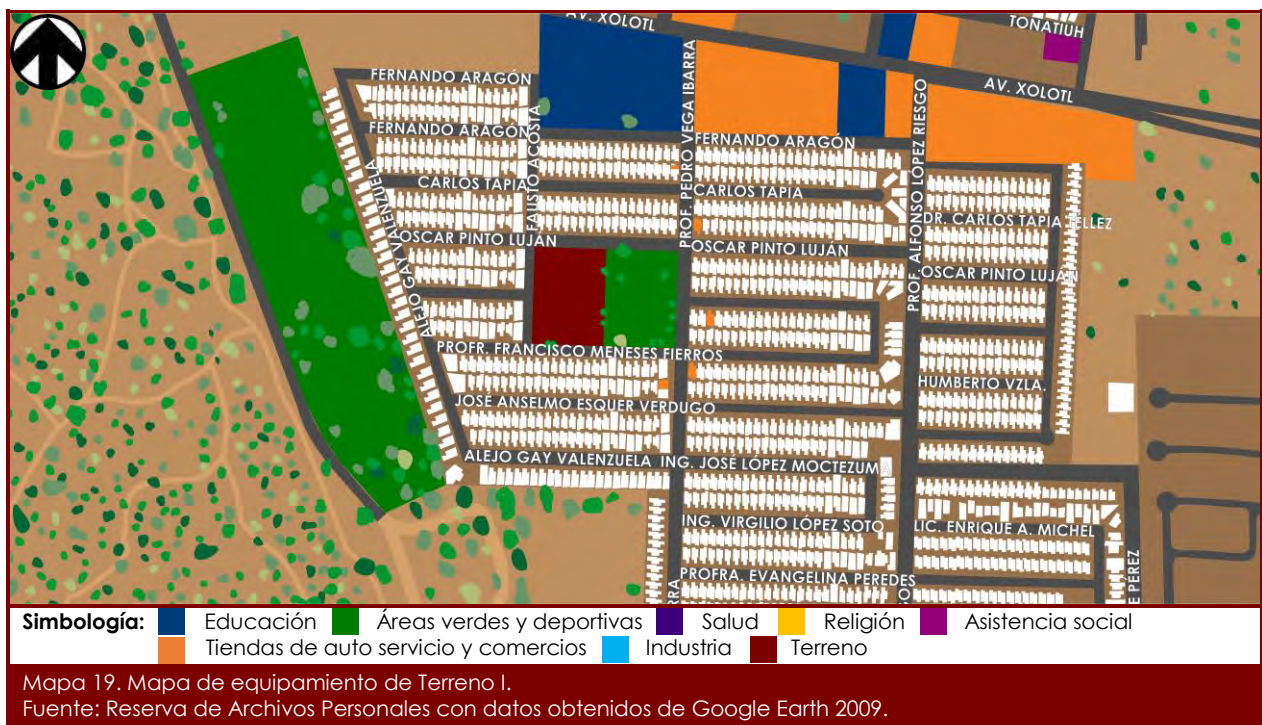 AV. XOLOTL
TONATIUH
FERNANDO ARAGÓN
AV. XOLOTL
FAUSTO ACOSTA
PROF. PEDRO VEGA IBARRA
PROF. ALFONSO LÓPEZ RIESGO
FERNANDO ARAGÓN
FERNANDO ARAGÓN
ALEJO GAY VALENZUELA
CARLOS TAPIA
CARLOS TAPIA
DR. CARLOS TAPIA TELLEZ
OSCAR PINTO LUJÁN
OSCAR PINTO LUJÁN
OSCAR PINTO LUJÁN
PROFR. FRANCISCO MENESES FIERROS
HUMBERTO VZLA.
JOSÉ ANSELMO ESQUER VERDUGO
ALEJO GAY VALENZUELA
ING. JOSÉ LÓPEZ MOCTEZUMA
ING. VIRGILIO LÓPEZ SOTO
LIC. ENRIQUE A. MICHEL
PROFRA. EVANGELINA PEREDES
E PEREZ
Simbología: Educación Áreas verdes y deportivas Salud Religión Asistencia social
Tiendas de auto servicio y comercios Industria Terreno
Mapa 19. Mapa de equipamiento de Terreno I.
Fuente: Reserva de Archivos Personales con datos obtenidos de Google Earth 2009.